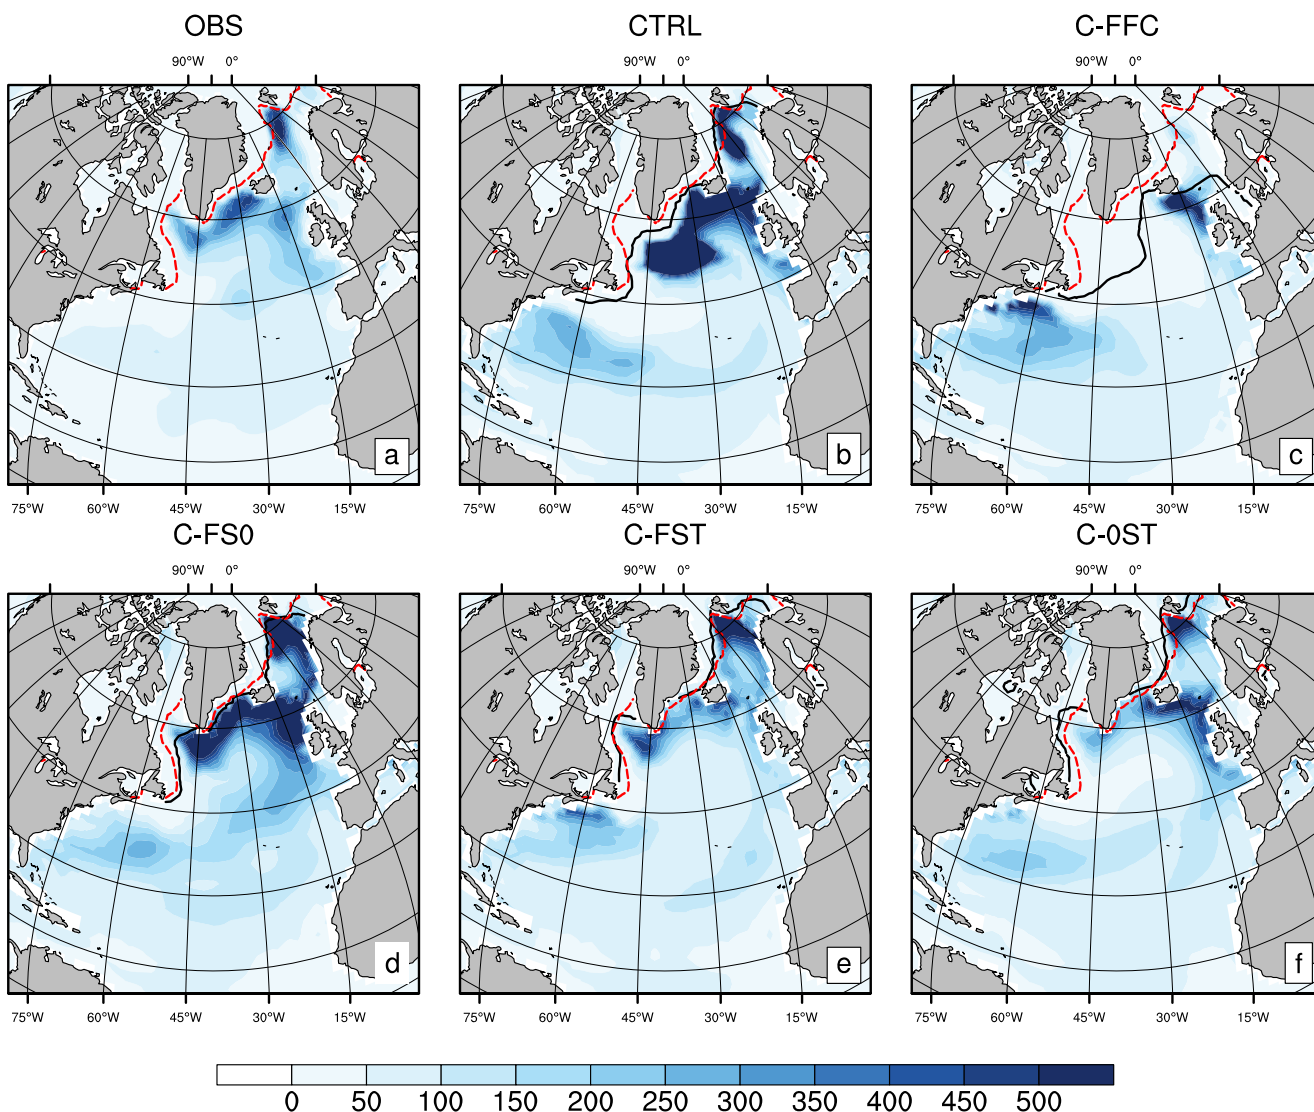 OBS CTRL C-FFC
90°W 0° 90°W 0° 90°W 0°
a b c
75°W 60°W 45°W 30°W 15°W 75°W 60°W 45°W 30°W 15°W 75°W 60°W 45°W 30°W 15°W
C-FS0 C-FST C-0ST
90°W 0° 90°W 0° 90°W 0°
d e f
75°W 60°W 45°W 30°W 15°W 75°W 60°W 45°W 30°W 15°W 75°W 60°W 45°W 30°W 15°W
0 50 100 150 200 250 300 350 400 450 500